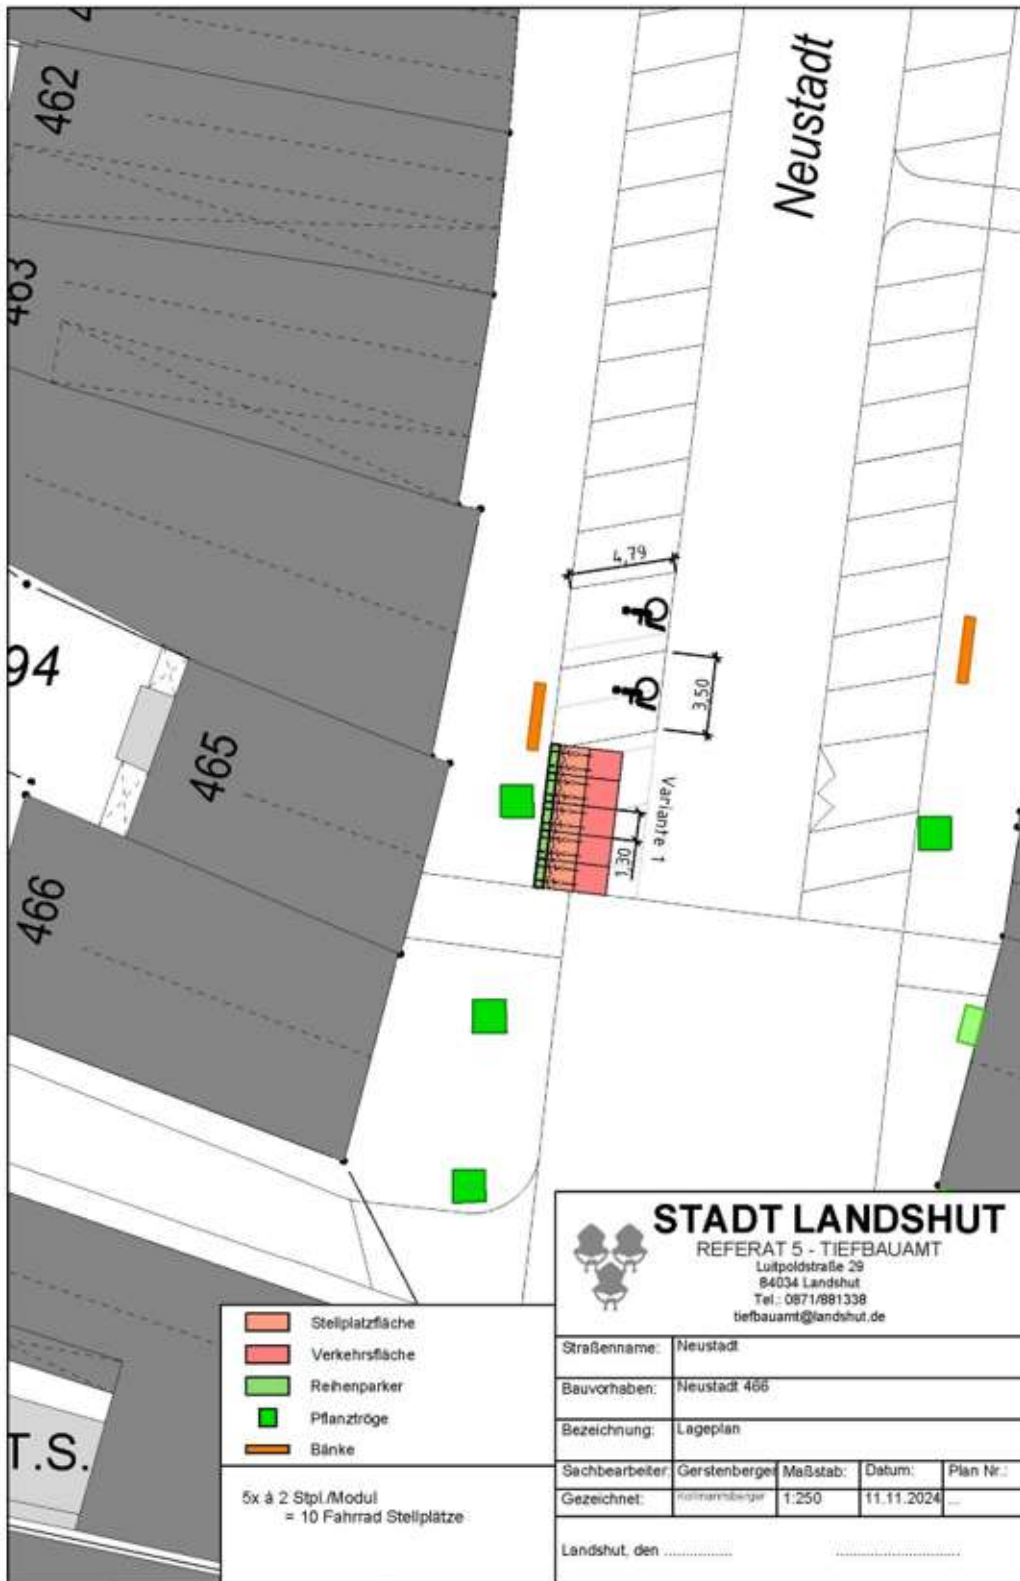 462
Neustadt
463
4,79
94
3,50
465
Variante 1
1,30
466
STADT LANDSHUT
REFERAT 5 - TIEFBAUAMT
Luitpoldstraße 29
84034 Landshut
Tel.: 0871/881338
tiefbauamt@landshut.de
Stellplatzfläche
Verkehrsfläche
Reihenparker
Pflanztröge
Bänke
Straßenname: Neustadt
Bauvorhaben: Neustadt 466
Bezeichnung: Lageplan
Sachbearbeiter: Gerstenberger Maßstab: Datum: Plan Nr.:
Gezeichnet: 1:250 11.11.2024 ...
T.S.
5x à 2 Stpl./Modul
= 10 Fahrrad Stellplätze
Landshut, den ............... ...........................